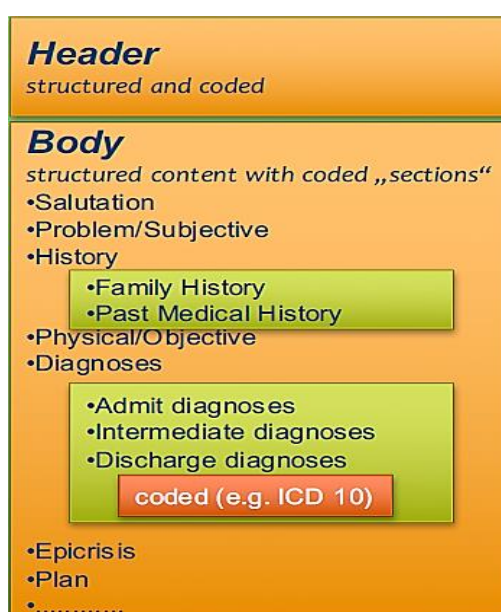 Header
structured and coded
Body
structured content with coded „sections“
•Salutation
•Problem/Subjective
•History
•Family History
•Past Medical History
•Physical/Objective
•Diagnoses
•Admit diagnoses
•Intermediate diagnoses
•Discharge diagnoses
coded (e.g. ICD 10)
•Epicrisis
•Plan
•............